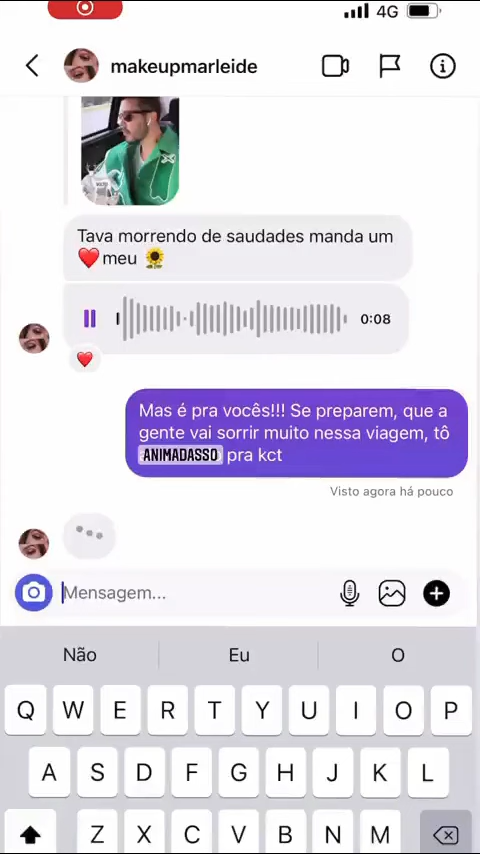 4G
makeupmarleide
Tava morrendo de saudades manda um
❤️meu 🌻
0:08
Mas é pra vocês!!! Se preparem, que a
gente vai sorrir muito nessa viagem, tô
ANIMADASSO pra kct
Visto agora há pouco
Mensagem...
Não Eu O
Q W E R T Y U I O P
A S D F G H J K L
Z X C V B N M